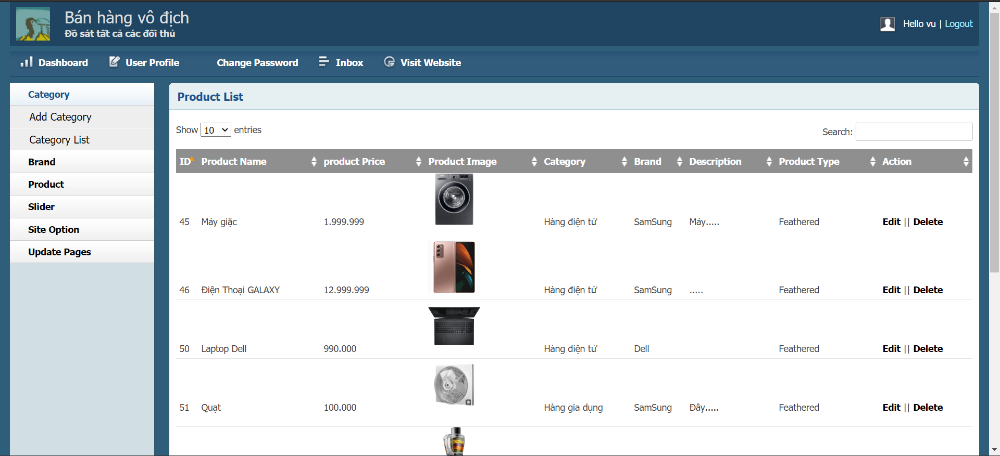 Bán hàng vô địch
Đồ sát tất cả các đối thủ
Hello vu | Logout
Dashboard User Profile Change Password Inbox Visit Website
Category
Add Category
Category List
Brand
Product
Slider
Site Option
Update Pages
Product List
Show 10 entries
Search:
ID Product Name product Price Product Image Category Brand Description Product Type Action
45 Máy giặc 1.999.999 Hàng điện tử SamSung Máy..... Feathered Edit || Delete
46 Điện Thoại GALAXY 12.999.999 Hàng điện tử SamSung ..... Feathered Edit || Delete
50 Laptop Dell 990.000 Hàng điện tử Dell Feathered Edit || Delete
51 Quạt 100.000 Hàng gia dụng SamSung Đây..... Feathered Edit || Delete